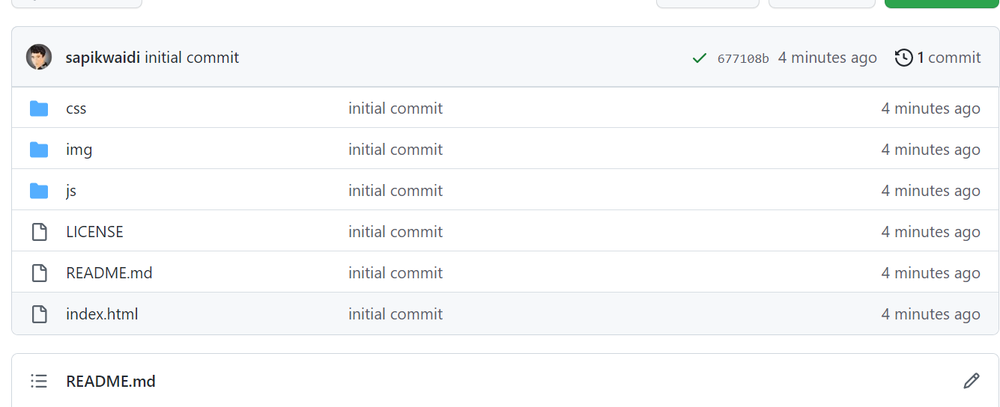 sapikwaidi initial commit 677108b 4 minutes ago 1 commit
css initial commit 4 minutes ago
img initial commit 4 minutes ago
js initial commit 4 minutes ago
LICENSE initial commit 4 minutes ago
README.md initial commit 4 minutes ago
index.html initial commit 4 minutes ago
README.md